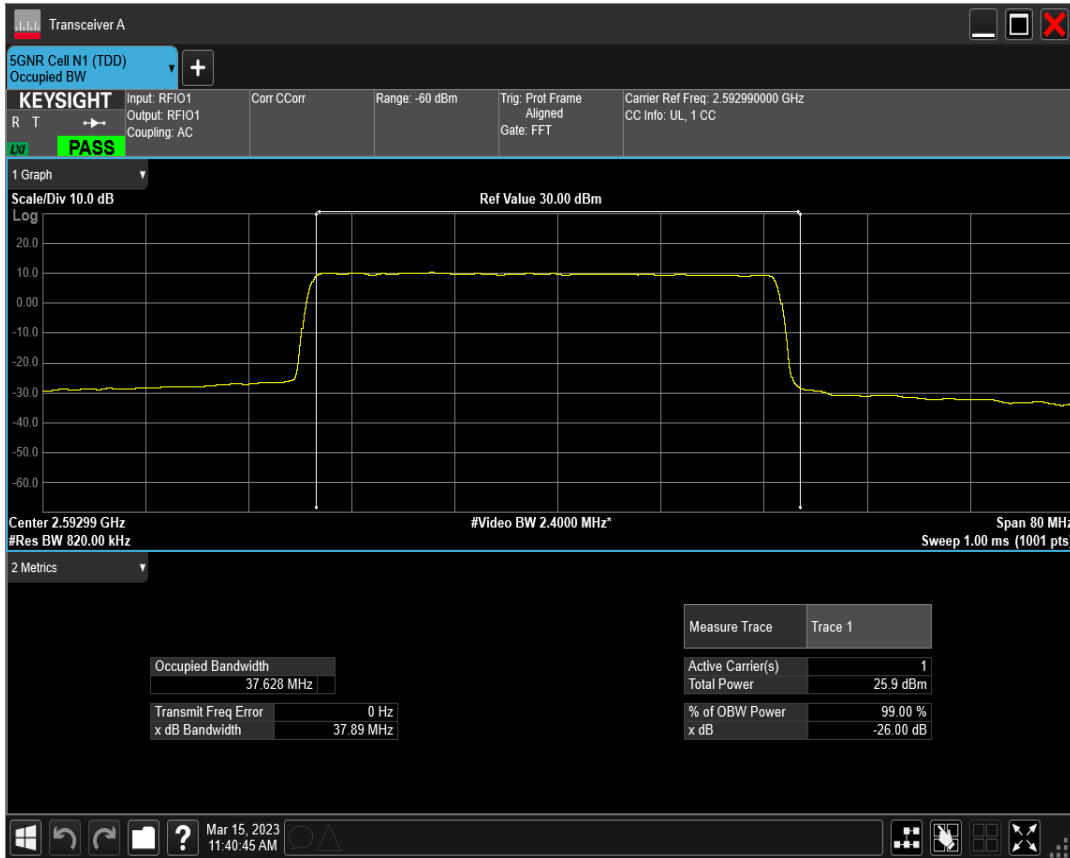 Transceiver A
5GNR Cell N1 (TDD)
Occupied BW
+
KEYSIGHT
R T
LXI
PASS
Input: RFIO1
Output: RFIO1
Coupling: AC
Corr CCorr
Range: -60 dBm
Trig: Prot Frame
Aligned
Gate: FFT
Carrier Ref Freq: 2.592990000 GHz
CC Info: UL, 1 CC
1 Graph
Scale/Div 10.0 dB
Ref Value 30.00 dBm
Log
20.0
10.0
0.00
-10.0
-20.0
-30.0
-40.0
-50.0
-60.0
Center 2.59299 GHz
#Video BW 2.4000 MHz*
Span 80 MHz
#Res BW 820.00 kHz
Sweep 1.00 ms (1001 pts)
2 Metrics
Measure Trace Trace 1
Occupied Bandwidth
37.628 MHz
Active Carrier(s) 1
Total Power 25.9 dBm
Transmit Freq Error 0 Hz
x dB Bandwidth 37.89 MHz
% of OBW Power 99.00 %
x dB -26.00 dB
?
Mar 15, 2023
11:40:45 AM